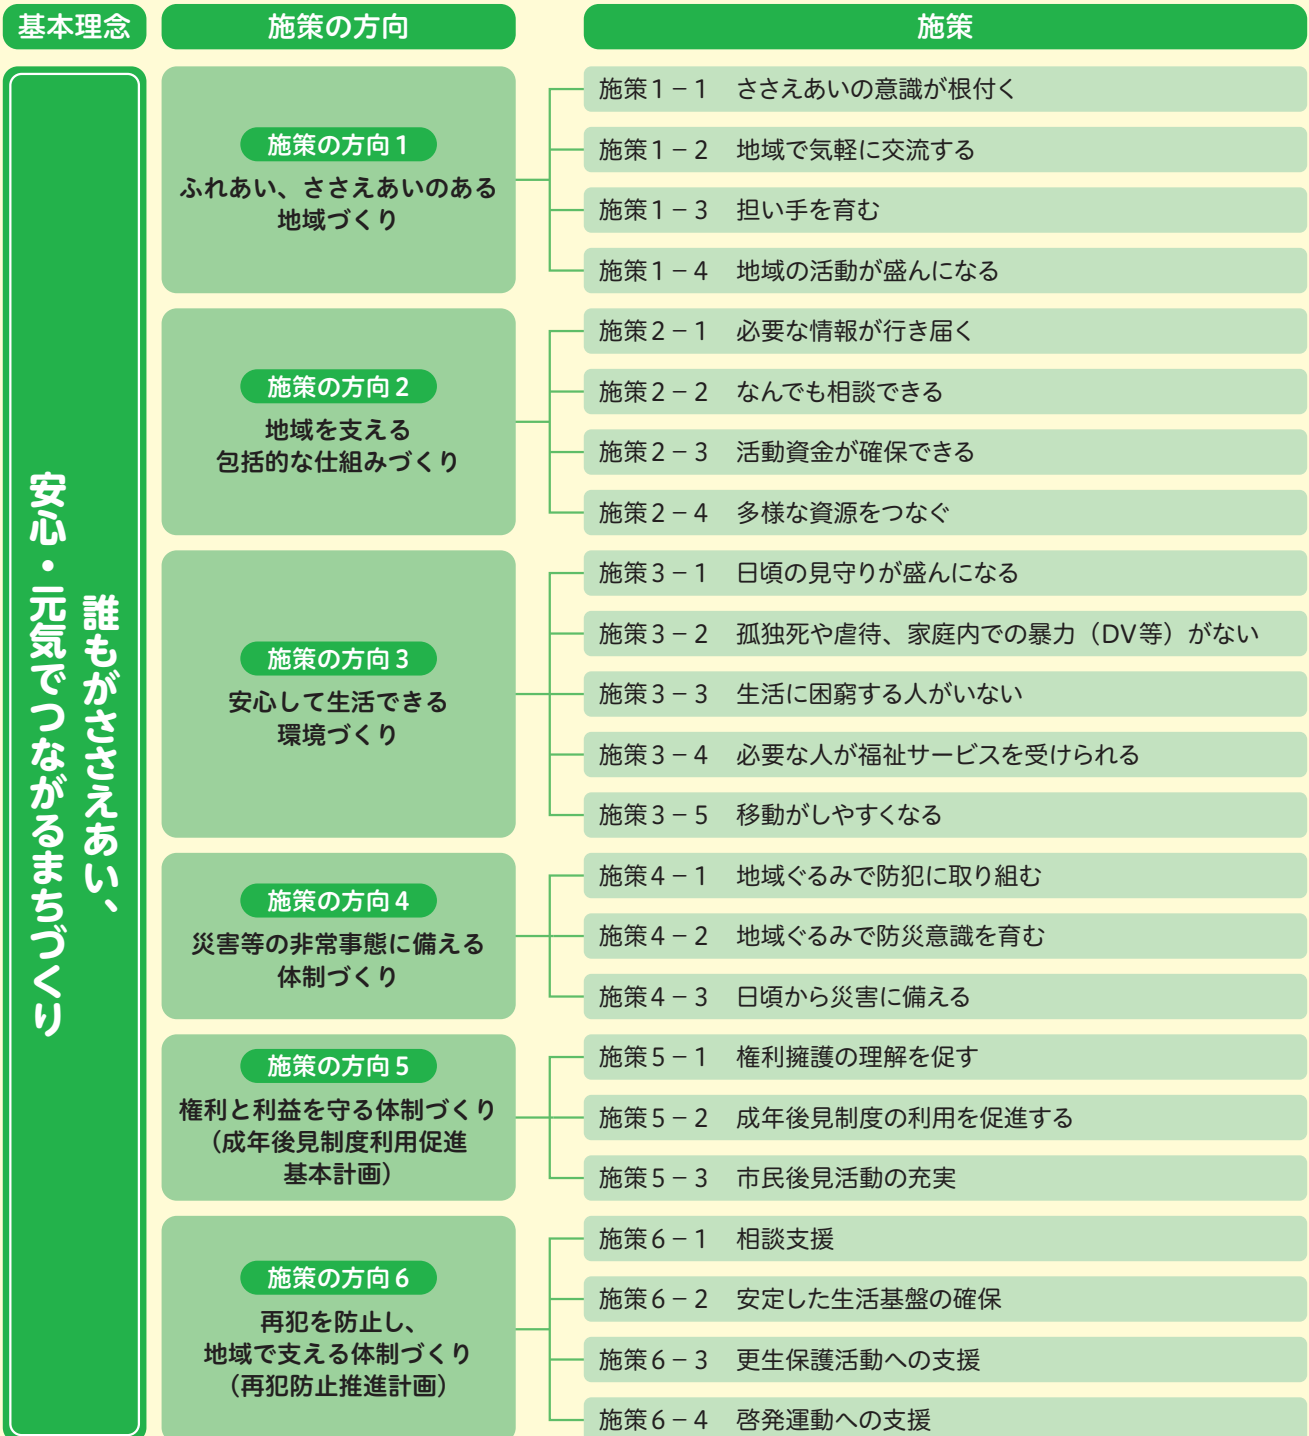 基本理念
施策の方向
施策
誰もがささえあい、
安心・元気でつながるまちづくり
施策の方向1
ふれあい、ささえあいのある
地域づくり
施策1－1　ささえあいの意識が根付く
施策1－2　地域で気軽に交流する
施策1－3　担い手を育む
施策1－4　地域の活動が盛んになる
施策の方向2
地域を支える
包括的な仕組みづくり
施策2－1　必要な情報が行き届く
施策2－2　なんでも相談できる
施策2－3　活動資金が確保できる
施策2－4　多様な資源をつなぐ
施策の方向3
安心して生活できる
環境づくり
施策3－1　日頃の見守りが盛んになる
施策3－2　孤独死や虐待、家庭内での暴力（DV等）がない
施策3－3　生活に困窮する人がいない
施策3－4　必要な人が福祉サービスを受けられる
施策3－5　移動がしやすくなる
施策の方向4
災害等の非常事態に備える
体制づくり
施策4－1　地域ぐるみで防犯に取り組む
施策4－2　地域ぐるみで防災意識を育む
施策4－3　日頃から災害に備える
施策の方向5
権利と利益を守る体制づくり
（成年後見制度利用促進
基本計画）
施策5－1　権利擁護の理解を促す
施策5－2　成年後見制度の利用を促進する
施策5－3　市民後見活動の充実
施策の方向6
再犯を防止し、
地域で支える体制づくり
（再犯防止推進計画）
施策6－1　相談支援
施策6－2　安定した生活基盤の確保
施策6－3　更生保護活動への支援
施策6－4　啓発運動への支援